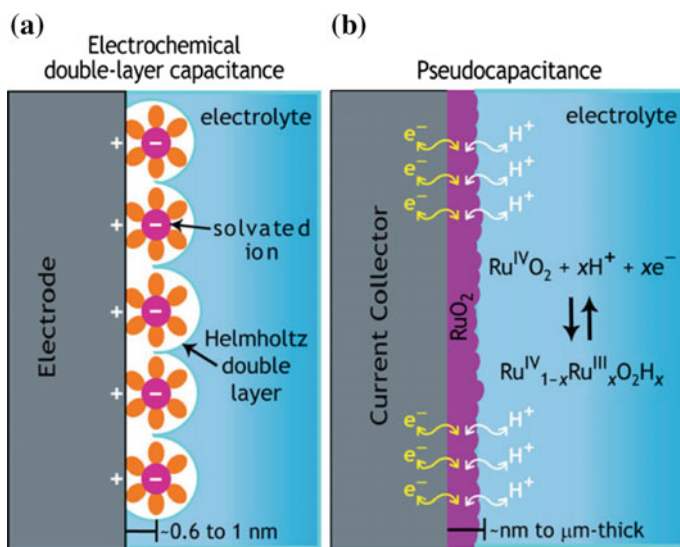 (a)
Electrochemical
double-layer capacitance
electrolyte
+
−
+
−
solvated
ion
+
−
Helmholtz
double
layer
+
−
+
−
Electrode
~0.6 to 1 nm
(b)
Pseudocapacitance
electrolyte
e⁻ H⁺
e⁻ H⁺
e⁻ H⁺
Ru^IVO₂ + xH⁺ + xe⁻
Ru^IV₁₋ₓRu^IIIₓO₂Hₓ
Current Collector
RuO₂
e⁻ H⁺
e⁻ H⁺
e⁻ H⁺
~nm to μm-thick